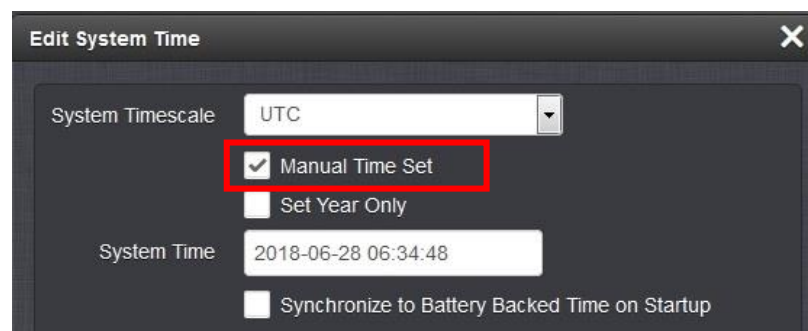 Edit System Time
System Timescale UTC
Manual Time Set
Set Year Only
System Time 2018-06-28 06:34:48
Synchronize to Battery Backed Time on Startup